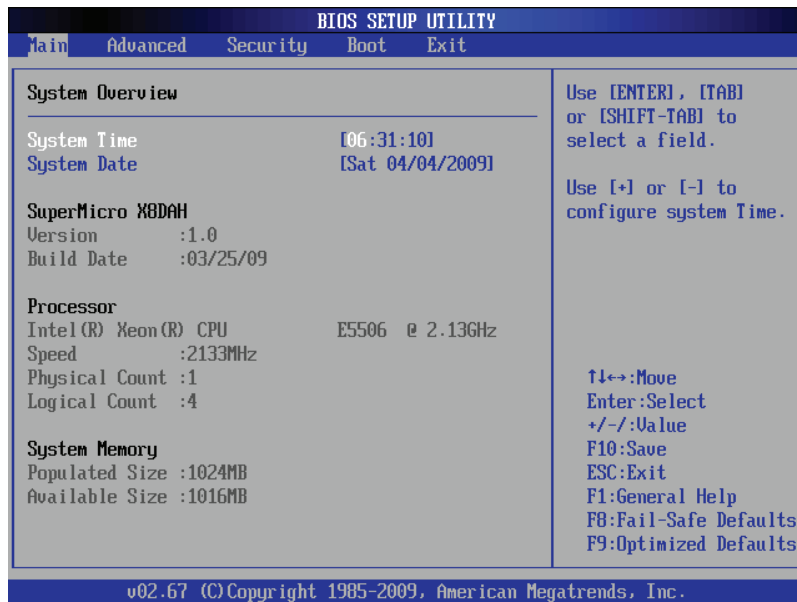 BIOS SETUP UTILITY
Main Advanced Security Boot Exit
System Overview
System Time [06:31:10]
System Date [Sat 04/04/2009]
SuperMicro X8DAH
Version :1.0
Build Date :03/25/09
Processor
Intel(R) Xeon(R) CPU E5506 @ 2.13GHz
Speed :2133MHz
Physical Count :1
Logical Count :4
System Memory
Populated Size :1024MB
Available Size :1016MB
Use [ENTER], [TAB]
or [SHIFT-TAB] to
select a field.
Use [+] or [-] to
configure system Time.
↑↓←→:Move
Enter:Select
+/-/:Value
F10:Save
ESC:Exit
F1:General Help
F8:Fail-Safe Defaults
F9:Optimized Defaults
v02.67 (C)Copyright 1985-2009, American Megatrends, Inc.